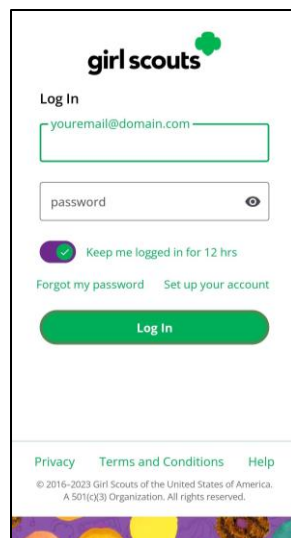 girl scouts
Log In
youremail@domain.com
password
Keep me logged in for 12 hrs
Forgot my password Set up your account
Log In
Privacy Terms and Conditions Help
© 2016–2023 Girl Scouts of the United States of America.
A 501(c)(3) Organization. All rights reserved.